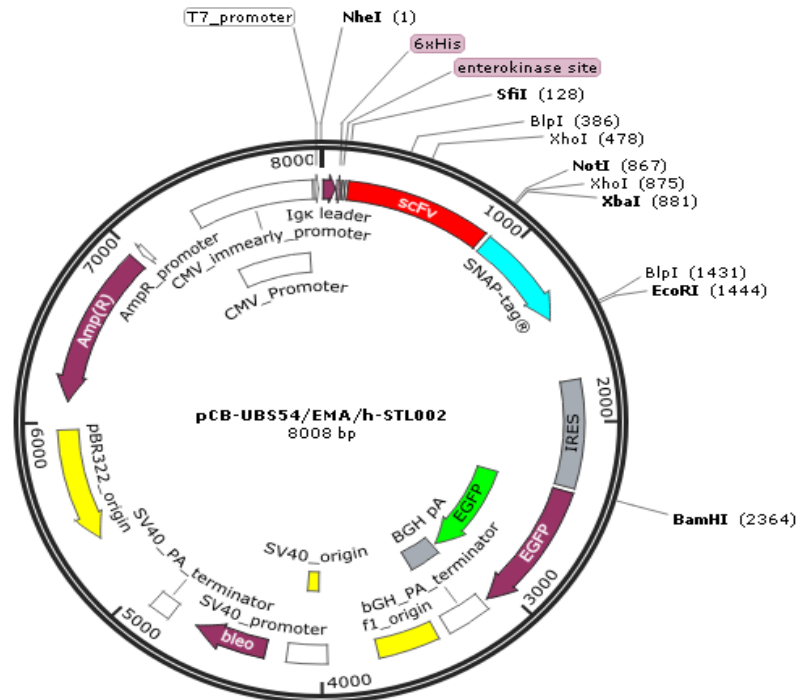 T7_promoter
NheI (1)
6xHis
enterokinase site
SfiI (128)
BlpI (386)
XhoI (478)
NotI (867)
XhoI (875)
XbaI (881)
BlpI (1431)
EcoRI (1444)
BamHI (2364)
8000
1000
2000
3000
4000
5000
6000
7000
Igκ leader
scFv
SNAP-tag®
IRES
EGFP
EGFP
BGH pA
bGH_PA_terminator
f1_origin
SV40_origin
SV40_promoter
bleo
SV40_PA_terminator
pBR322_origin
Amp(R)
AmpR_promoter
CMV_immearly_promoter
CMV_Promoter
pCB-UBS54/EMA/h-STL002
8008 bp